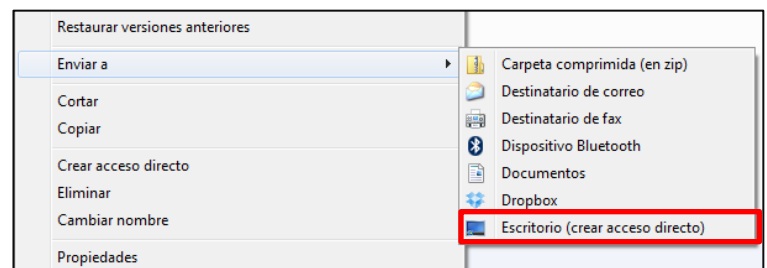 Restaurar versiones anteriores
Enviar a
Cortar
Copiar
Crear acceso directo
Eliminar
Cambiar nombre
Propiedades
Carpeta comprimida (en zip)
Destinatario de correo
Destinatario de fax
Dispositivo Bluetooth
Documentos
Dropbox
Escritorio (crear acceso directo)